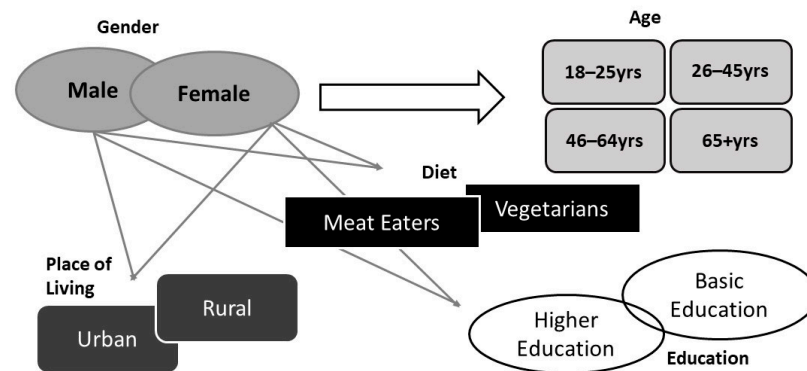 Gender
Age
Male
Female
18–25yrs
26–45yrs
46–64yrs
65+yrs
Diet
Meat Eaters
Vegetarians
Place of
Living
Urban
Rural
Basic
Education
Higher
Education
Education